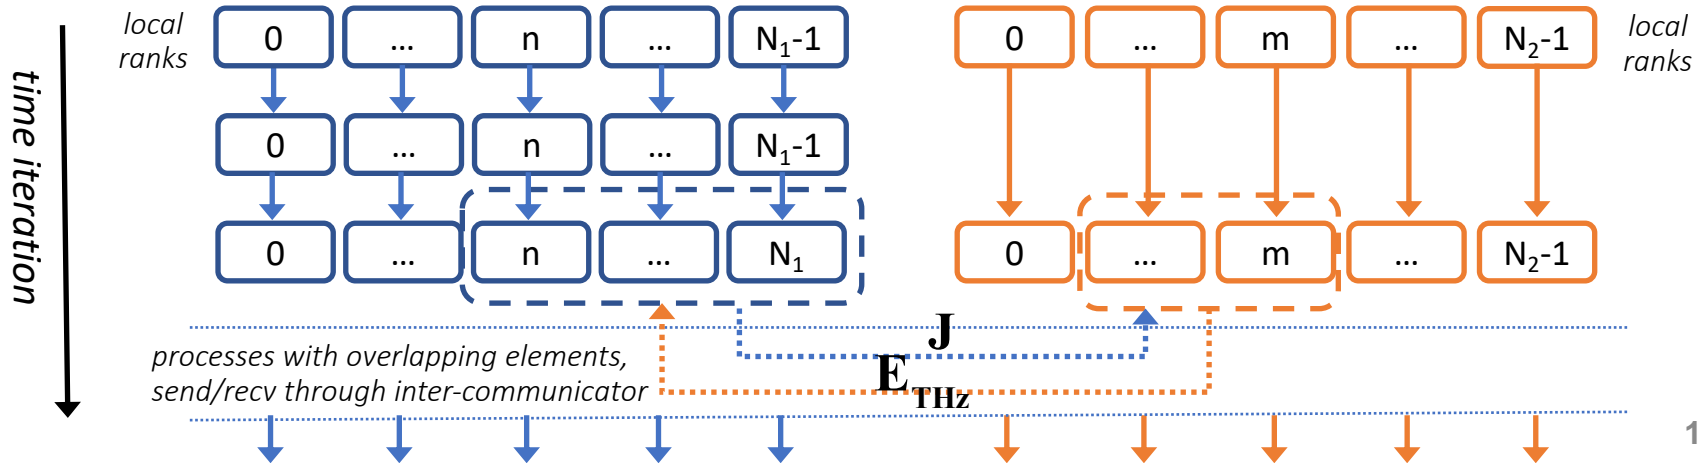 time iteration
local
ranks
0 ... n ... N₁-1
0 ... m ... N₂-1
local
ranks
0 ... n ... N₁-1
0 ... n ... N₁
0 ... m ... N₂-1
J
processes with overlapping elements,
send/recv through inter-communicator
E_THz
1